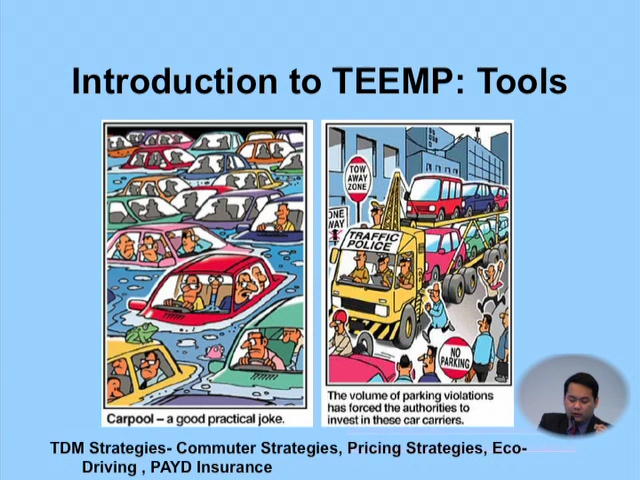 Introduction to TEEMP: Tools
TOW
AWAY
ZONE
ONE
WAY
TRAFFIC
POLICE
NO
PARKING
Carpool – a good practical joke.
The volume of parking violations
has forced the authorities to
invest in these car carriers.
TDM Strategies- Commuter Strategies, Pricing Strategies, Eco-
Driving , PAYD Insurance